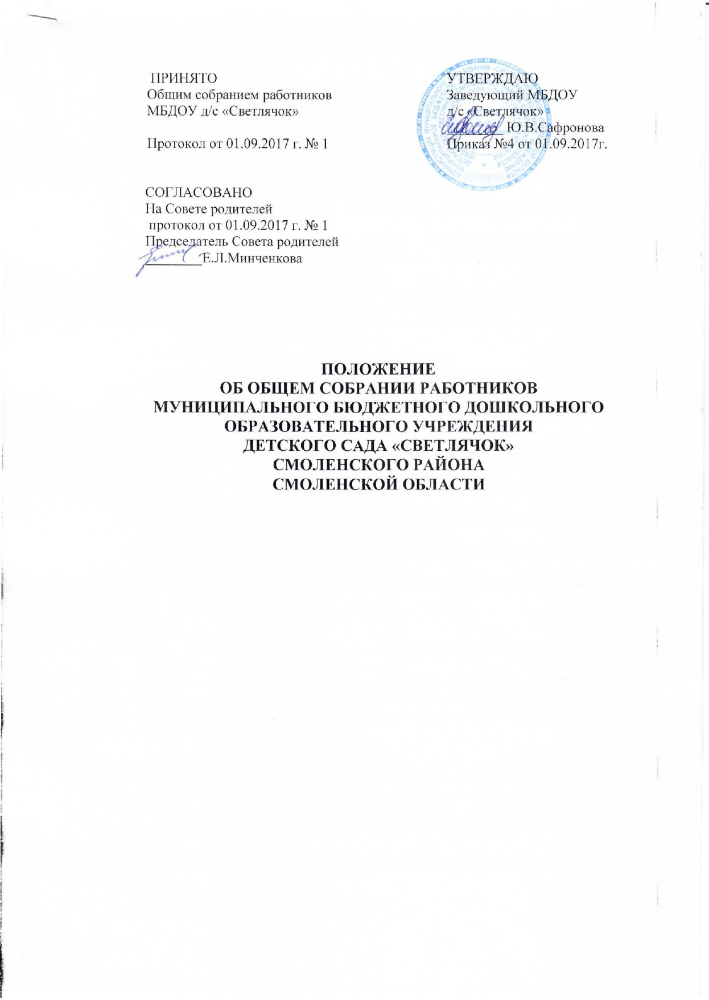 ПРИНЯТО
Общим собранием работников
МБДОУ д/с «Светлячок»
Протокол от 01.09.2017 г. № 1
УТВЕРЖДАЮ
Заведующий МБДОУ
д/с «Светлячок»
________ Ю.В.Сафронова
Приказ №4 от 01.09.2017г.
СОГЛАСОВАНО
На Совете родителей
протокол от 01.09.2017 г. № 1
Председатель Совета родителей
________Е.Л.Минченкова
ПОЛОЖЕНИЕ
ОБ ОБЩЕМ СОБРАНИИ РАБОТНИКОВ
МУНИЦИПАЛЬНОГО БЮДЖЕТНОГО ДОШКОЛЬНОГО
ОБРАЗОВАТЕЛЬНОГО УЧРЕЖДЕНИЯ
ДЕТСКОГО САДА «СВЕТЛЯЧОК»
СМОЛЕНСКОГО РАЙОНА
СМОЛЕНСКОЙ ОБЛАСТИ